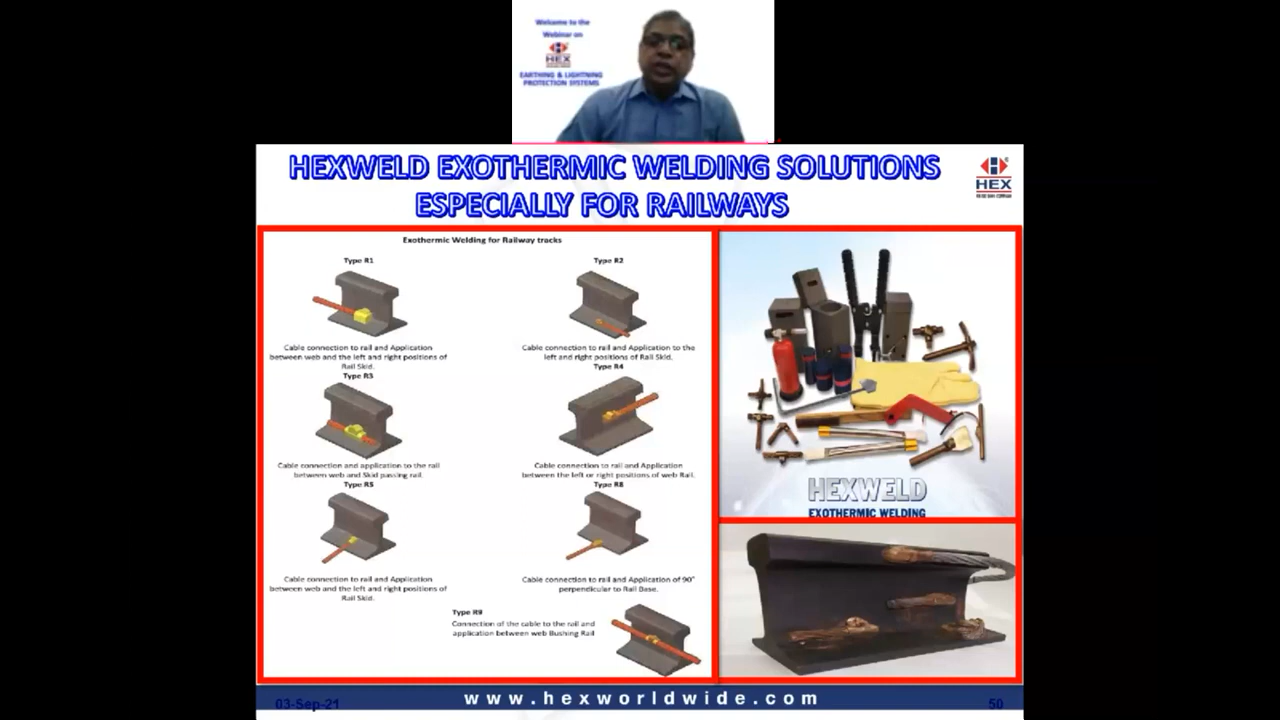 Welcome to the
Webinar on
HEX
EARTHING & LIGHTNING
PROTECTION SYSTEMS
HEXWELD EXOTHERMIC WELDING SOLUTIONS
ESPECIALLY FOR RAILWAYS
HEX
Exothermic Welding for Railway tracks
Type R1
Cable connection to rail and Application
between web and the left and right positions of
Rail Skid.
Type R2
Cable connection to rail and Application to the
left and right positions of Rail Skid.
Type R3
Cable connection and application to the rail
between web and Skid passing rail.
Type R4
Cable connection to rail and Application
between the left or right positions of web Rail.
Type R5
Cable connection to rail and Application
between web and the left and right positions of
Rail Skid.
Type R8
Cable connection to rail and Application of 90°
perpendicular to Rail Base.
Type R9
Connection of the cable to the rail and
application between web Bushing Rail
HEXWELD
EXOTHERMIC WELDING
www.hexworldwide.com
03-Sep-21
50